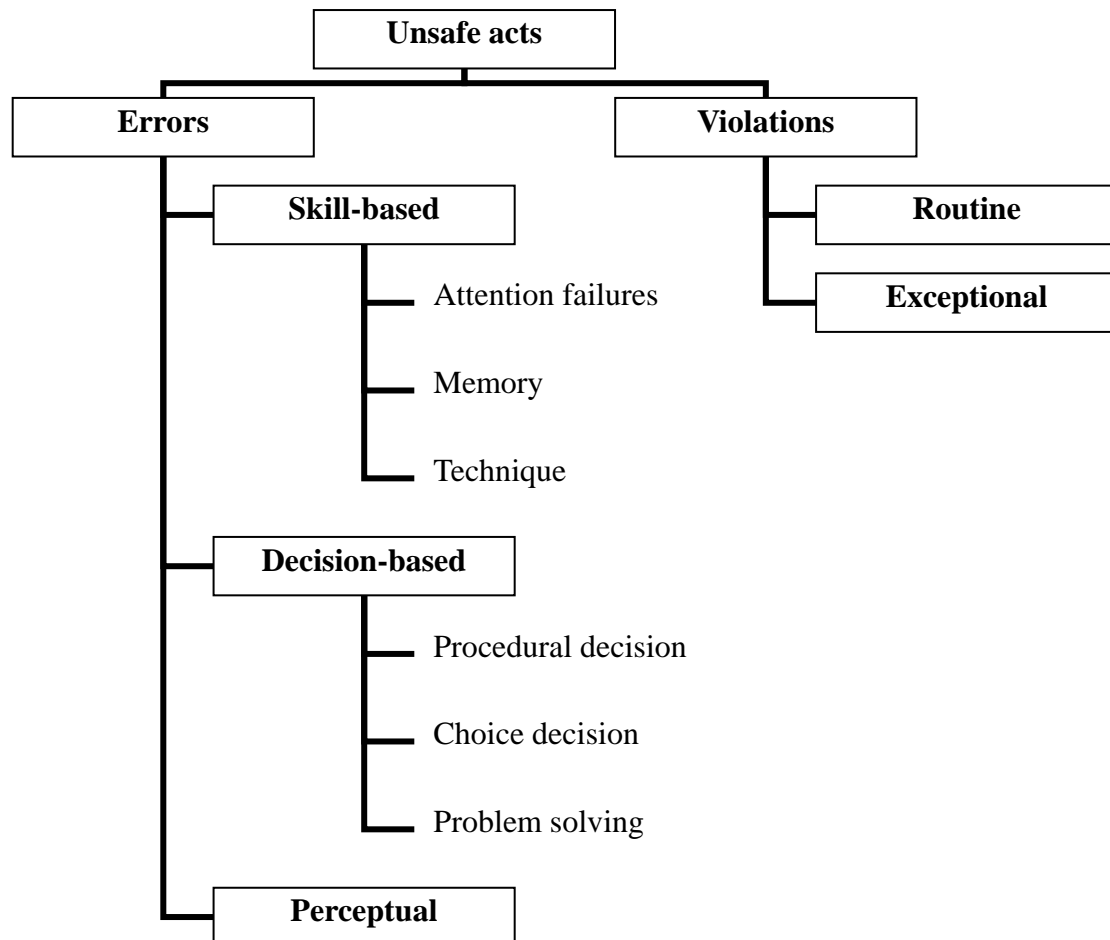 Unsafe acts
Errors
Violations
Skill-based
Routine
Attention failures
Exceptional
Memory
Technique
Decision-based
Procedural decision
Choice decision
Problem solving
Perceptual